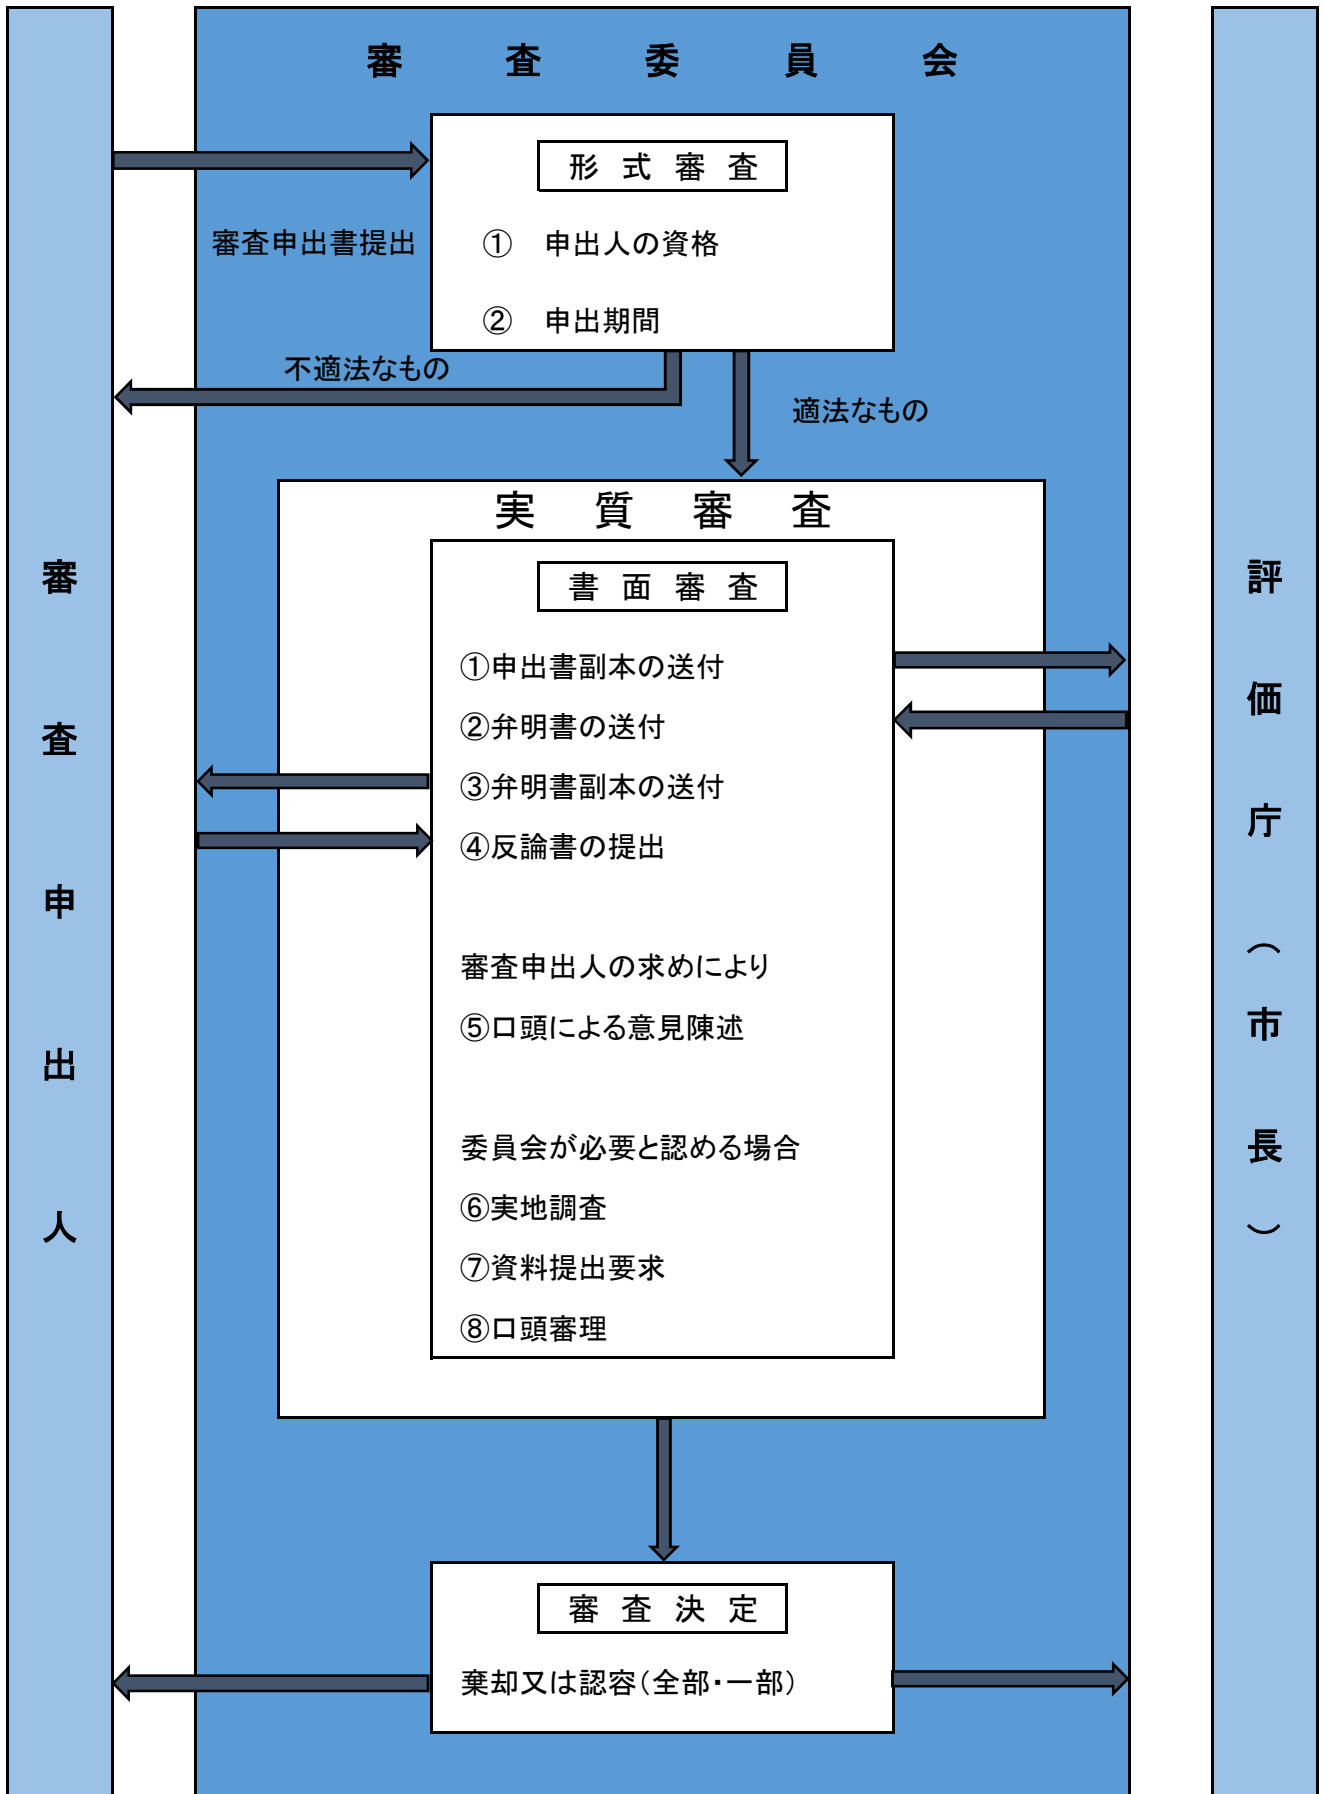 審査委員会
形式審査
審査申出書提出
① 申出人の資格
② 申出期間
不適法なもの
適法なもの
実質審査
書面審査
①申出書副本の送付
②弁明書の送付
③弁明書副本の送付
④反論書の提出
審査申出人の求めにより
⑤口頭による意見陳述
委員会が必要と認める場合
⑥実地調査
⑦資料提出要求
⑧口頭審理
審査決定
棄却又は認容（全部・一部）
審査申出人
評価庁（市長）